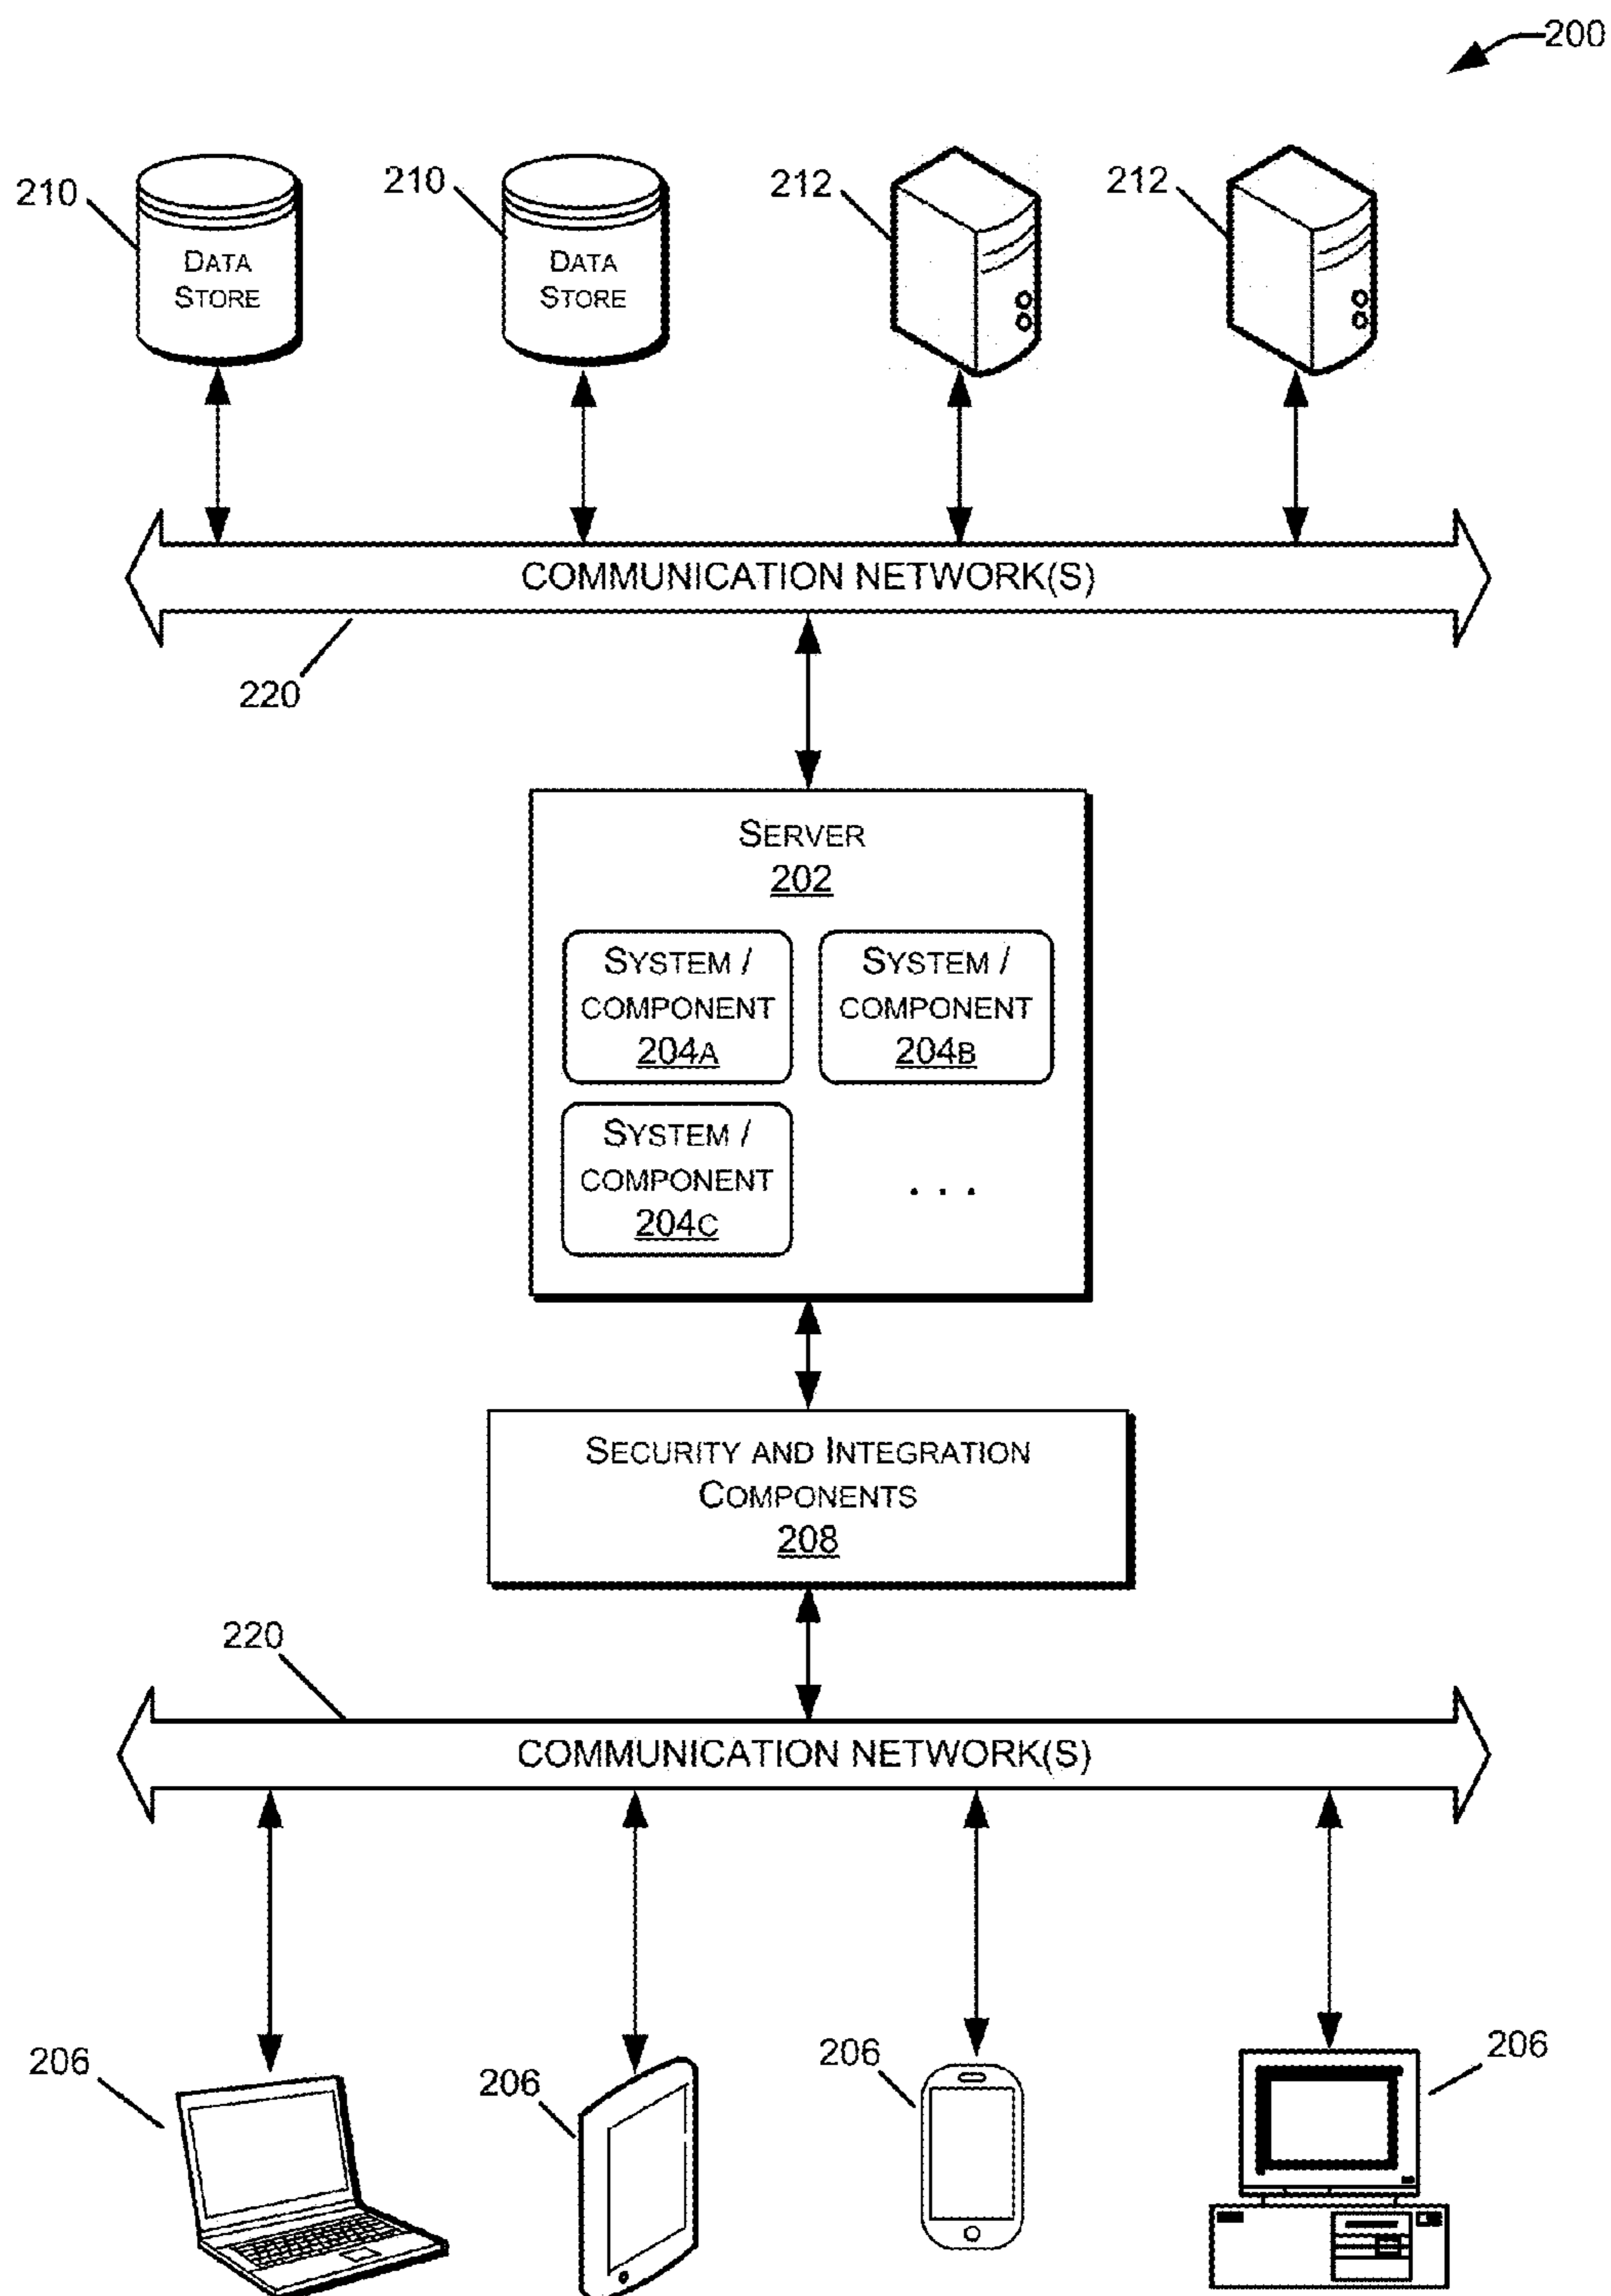 200
210
210
212
212
DATA
STORE
DATA
STORE
COMMUNICATION NETWORK(S)
220
SERVER
202
SYSTEM /
COMPONENT
204A
SYSTEM /
COMPONENT
204B
SYSTEM /
COMPONENT
204C
. . .
SECURITY AND INTEGRATION
COMPONENTS
208
220
COMMUNICATION NETWORK(S)
206
206
206
206